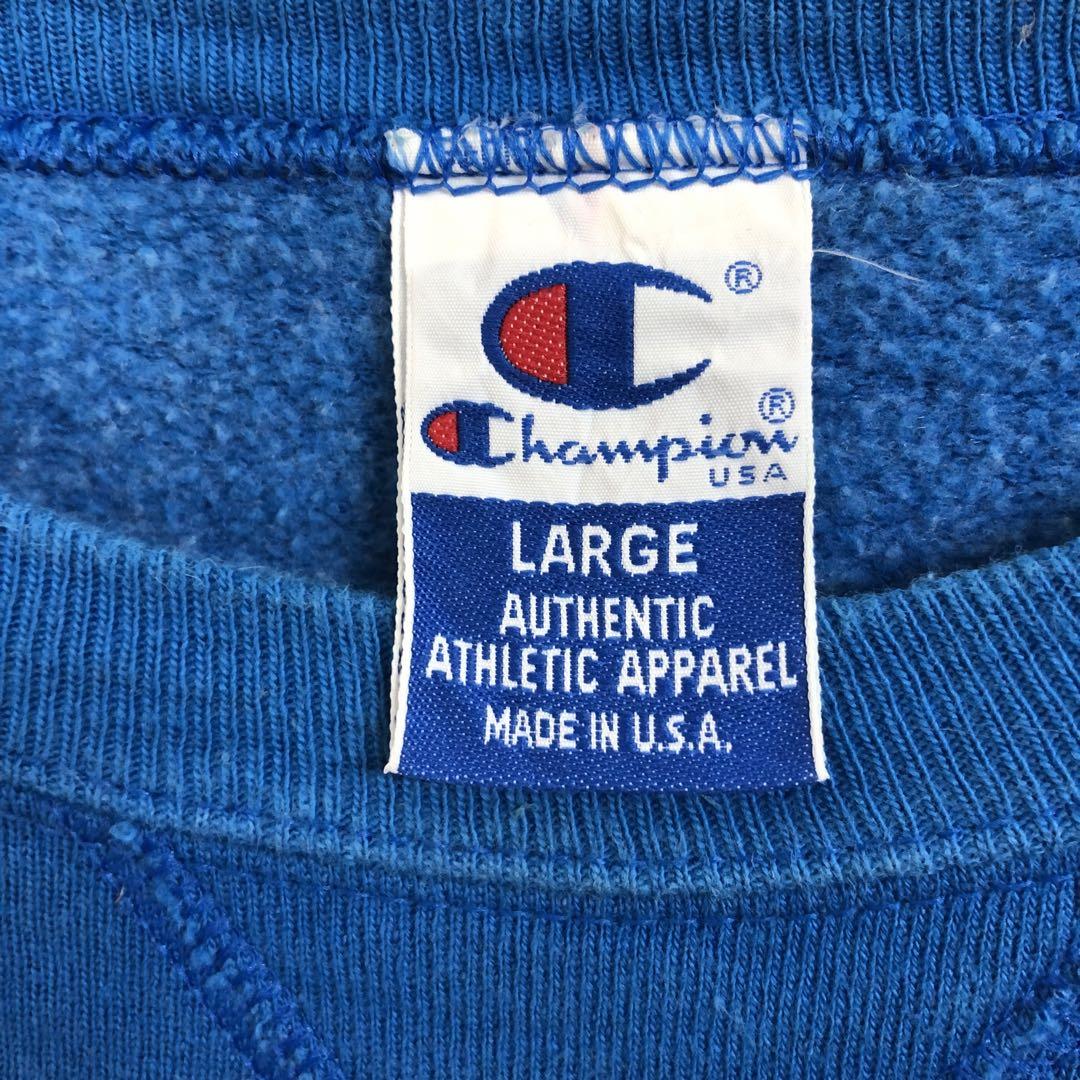 ®
Champion®
USA
LARGE
AUTHENTIC
ATHLETIC APPAREL
MADE IN U.S.A.